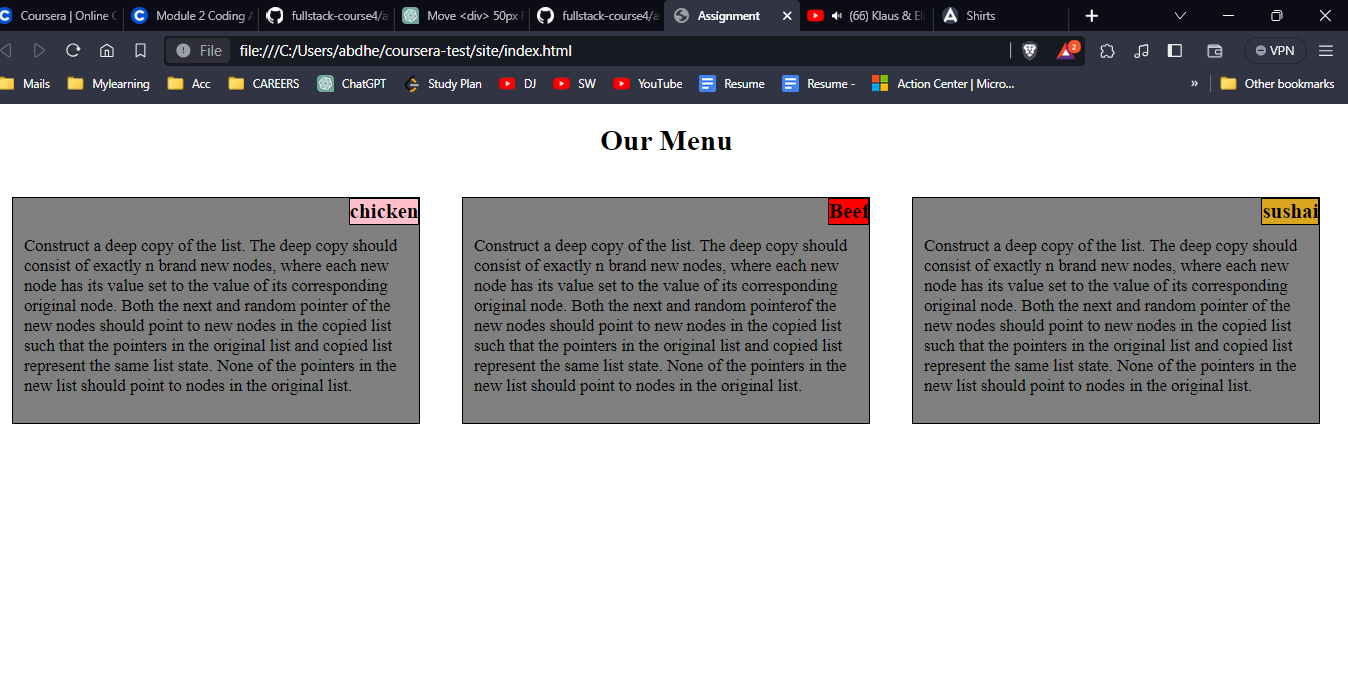 Coursera | Online C
Module 2 Coding A
fullstack-course4/a
Move <div> 50px
fullstack-course4/a
Assignment
(66) Klaus & El
Shirts
File
file:///C:/Users/abdhe/coursera-test/site/index.html
2
VPN
Mails
Mylearning
Acc
CAREERS
ChatGPT
Study Plan
DJ
SW
YouTube
Resume
Resume -
Action Center | Micro...
»
Other bookmarks
Our Menu
chicken
Construct a deep copy of the list. The deep copy should
consist of exactly n brand new nodes, where each new
node has its value set to the value of its corresponding
original node. Both the next and random pointer of the
new nodes should point to new nodes in the copied list
such that the pointers in the original list and copied list
represent the same list state. None of the pointers in the
new list should point to nodes in the original list.
Beef
Construct a deep copy of the list. The deep copy should
consist of exactly n brand new nodes, where each new
node has its value set to the value of its corresponding
original node. Both the next and random pointerof the
new nodes should point to new nodes in the copied list
such that the pointers in the original list and copied list
represent the same list state. None of the pointers in the
new list should point to nodes in the original list.
sushai
Construct a deep copy of the list. The deep copy should
consist of exactly n brand new nodes, where each new
node has its value set to the value of its corresponding
original node. Both the next and random pointer of the
new nodes should point to new nodes in the copied list
such that the pointers in the original list and copied list
represent the same list state. None of the pointers in the
new list should point to nodes in the original list.